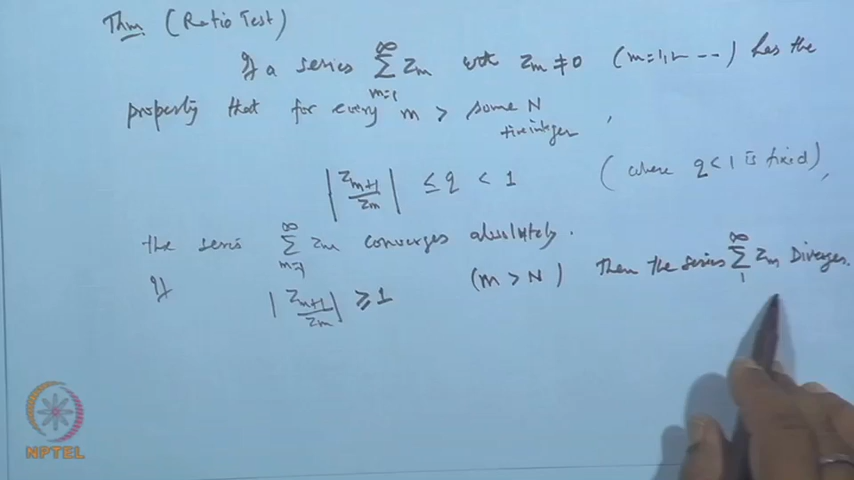 Thm (Ratio Test)
If a series ∑_{m=1}^{∞} z_m with z_m ≠ 0 (m=1,2,---) has the
property that for every m > some N,
+ive integer
|z_{m+1}/z_m| ≤ q < 1 (where q<1 is fixed),
the series ∑_{m=1}^{∞} z_m converges absolutely.
If |z_{m+1}/z_m| ≥ 1 (m > N) Then the series ∑_{1}^{∞} z_m Diverges.
NPTEL